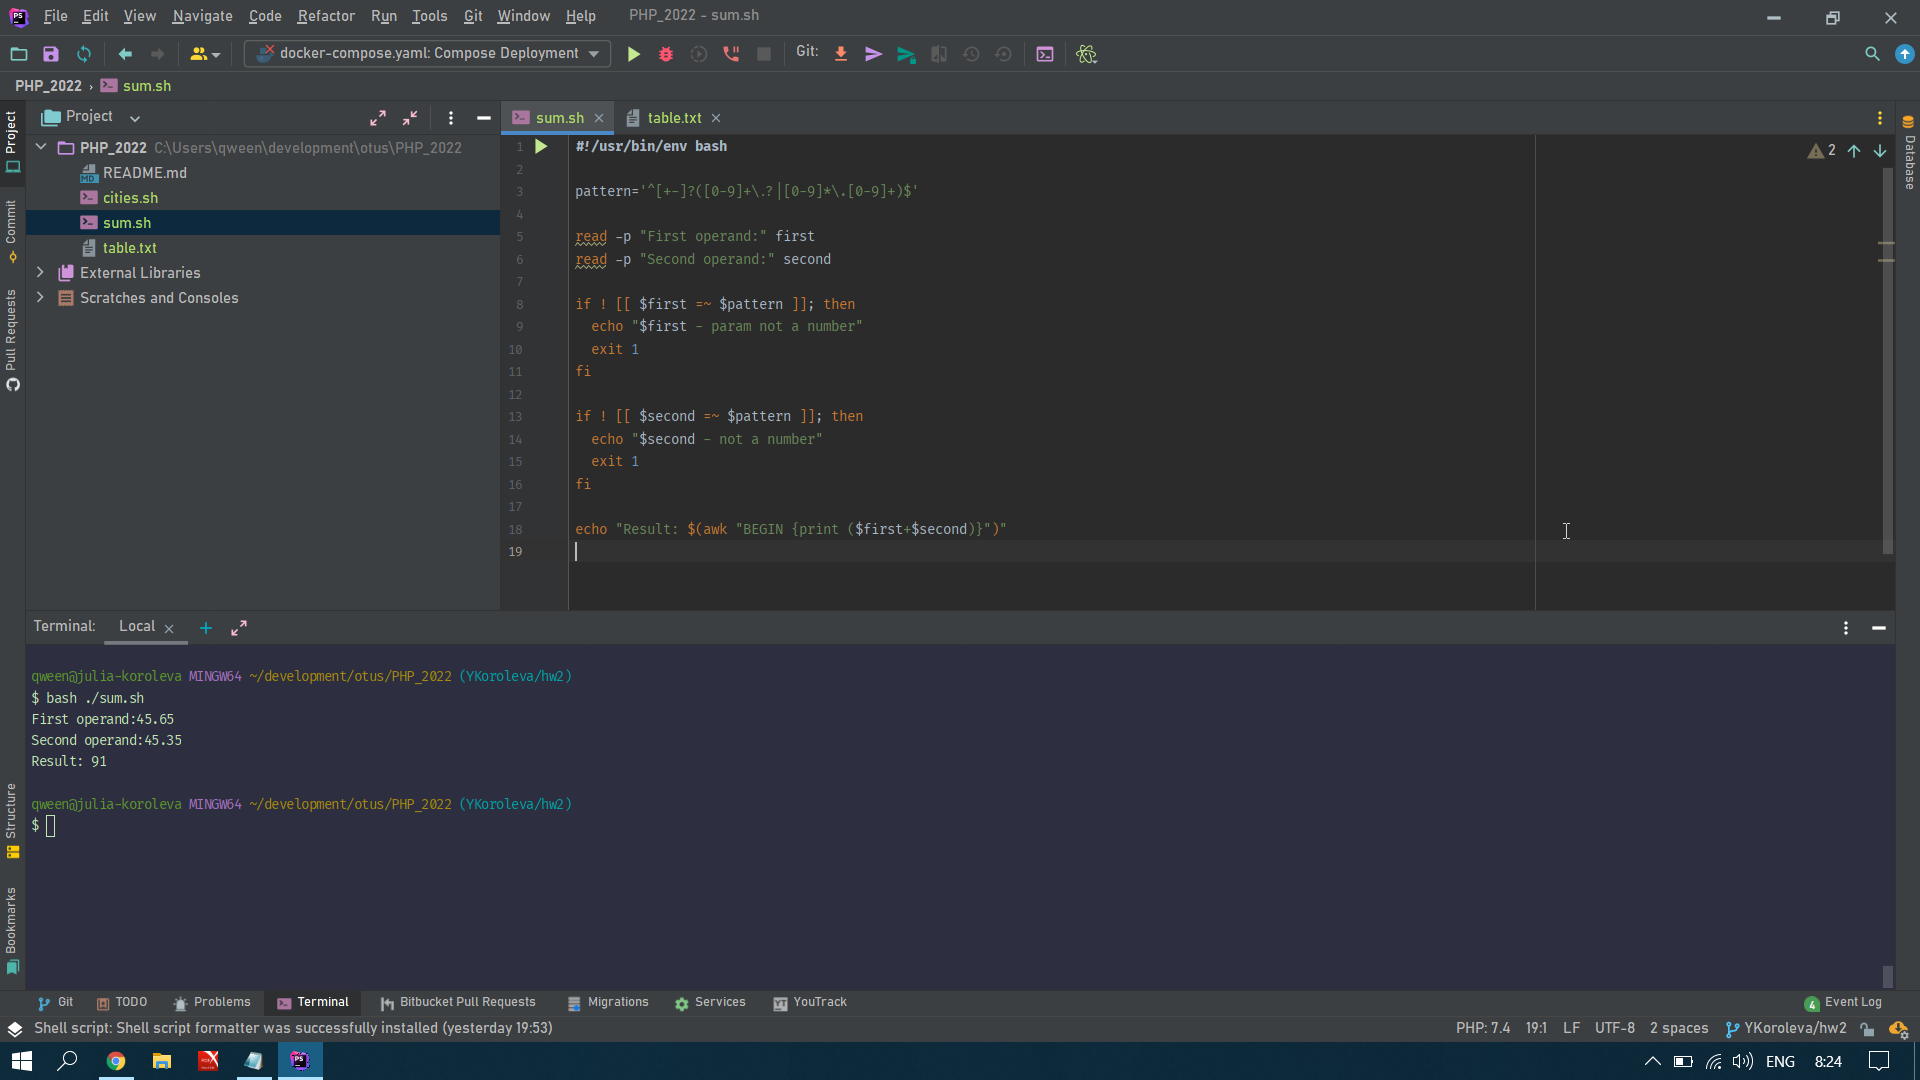 File Edit View Navigate Code Refactor Run Tools Git Window Help PHP_2022 - sum.sh
docker-compose.yaml: Compose Deployment Git:
PHP_2022 › sum.sh
Project
sum.sh table.txt
PHP_2022 C:\Users\qween\development\otus\PHP_2022
README.md
cities.sh
sum.sh
table.txt
External Libraries
Scratches and Consoles
1 #!/usr/bin/env bash
2
3 pattern='^[+-]?([0-9]+\.?|[0-9]*\.[0-9]+)$'
4
5 read -p "First operand:" first
6 read -p "Second operand:" second
7
8 if ! [[ $first =~ $pattern ]]; then
9 echo "$first - param not a number"
10 exit 1
11 fi
12
13 if ! [[ $second =~ $pattern ]]; then
14 echo "$second - not a number"
15 exit 1
16 fi
17
18 echo "Result: $(awk "BEGIN {print ($first+$second)}")"
19
2
Project
Commit
Pull Requests
Structure
Bookmarks
Database
Terminal: Local
qween@julia-koroleva MINGW64 ~/development/otus/PHP_2022 (YKoroleva/hw2)
$ bash ./sum.sh
First operand:45.65
Second operand:45.35
Result: 91
qween@julia-koroleva MINGW64 ~/development/otus/PHP_2022 (YKoroleva/hw2)
$
Git TODO Problems Terminal Bitbucket Pull Requests Migrations Services YouTrack 4 Event Log
Shell script: Shell script formatter was successfully installed (yesterday 19:53) PHP: 7.4 19:1 LF UTF-8 2 spaces YKoroleva/hw2
ENG 8:24